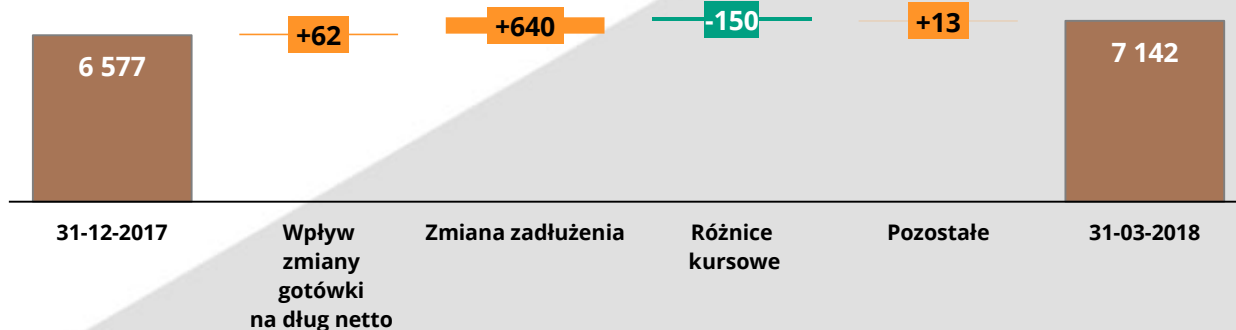 6 577
+62
+640
-150
+13
7 142
31-12-2017
Wpływ
zmiany
gotówki
na dług netto
Zmiana zadłużenia
Różnice
kursowe
Pozostałe
31-03-2018